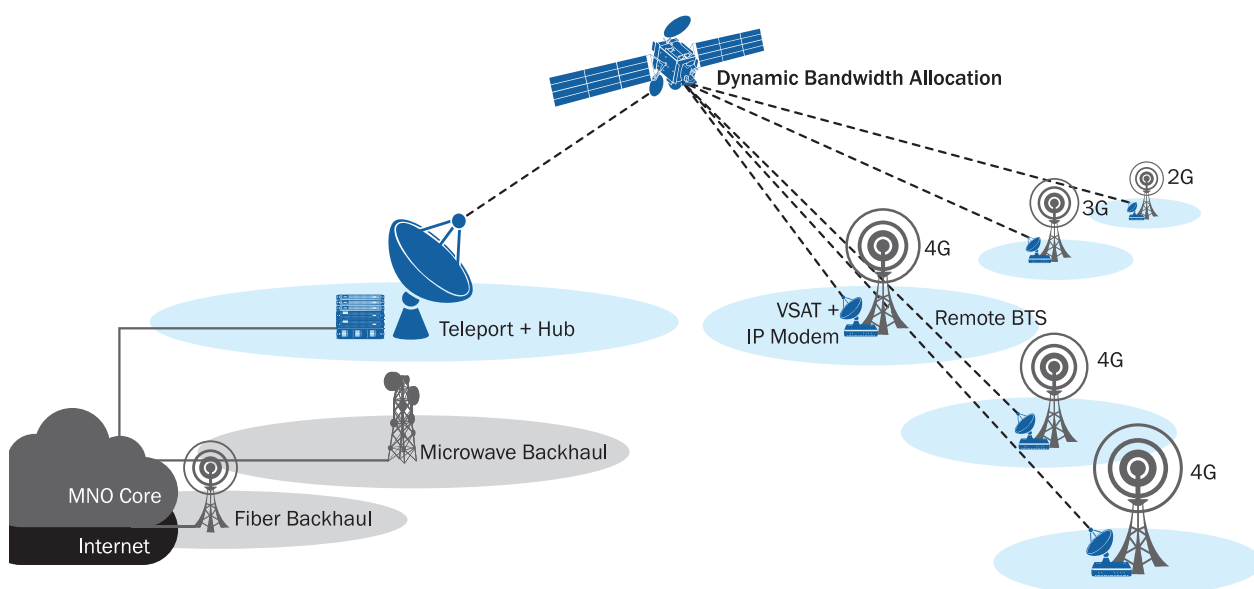 Dynamic Bandwidth Allocation
2G
3G
4G
VSAT +
IP Modem
Remote BTS
Teleport + Hub
4G
Microwave Backhaul
4G
MNO Core
Fiber Backhaul
Internet